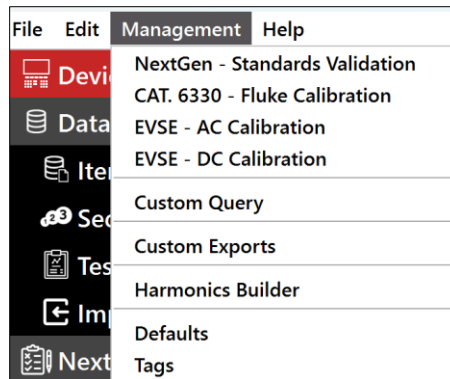 File Edit Management Help
NextGen - Standards Validation
CAT. 6330 - Fluke Calibration
EVSE - AC Calibration
EVSE - DC Calibration
Custom Query
Custom Exports
Harmonics Builder
Defaults
Tags
Devi
Data
Ite
Sec
Tes
Im
Next